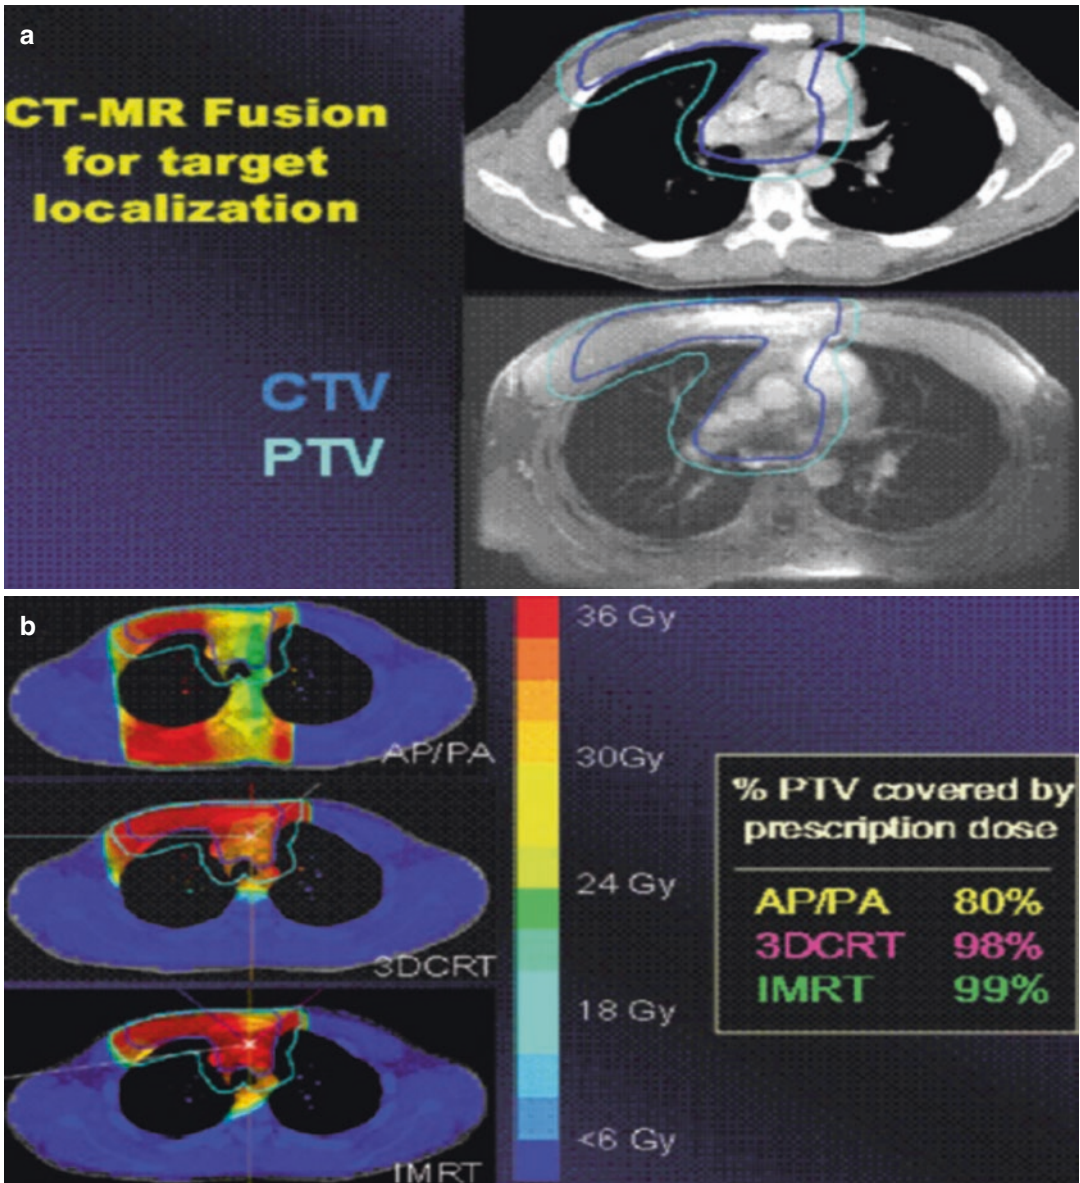 a
CT-MR Fusion
for target
localization
CTV
PTV
b
AP/PA
3DCRT
IMRT
36 Gy
30Gy
24 Gy
18 Gy
<6 Gy
% PTV covered by
prescription dose
AP/PA 80%
3DCRT 98%
IMRT 99%